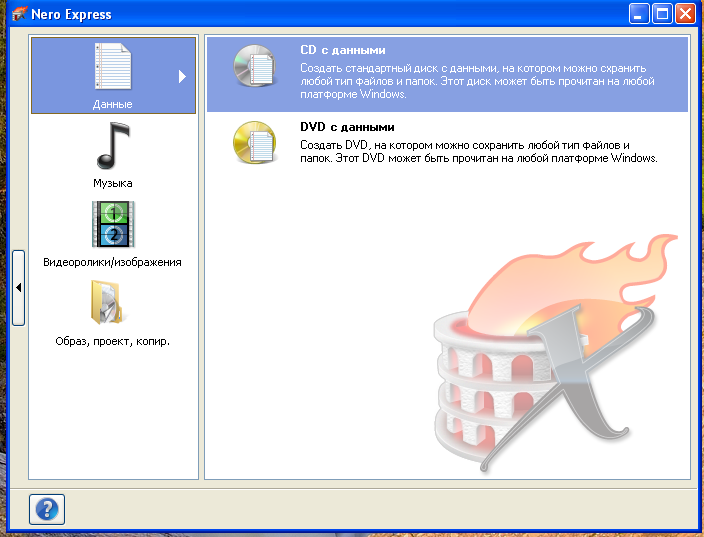 Nero Express
Данные
Музыка
Видеоролики/изображения
Образ, проект, копир.
CD с данными
Создать стандартный диск с данными, на котором можно схранить
любой тип файлов и папок. Этот диск может быть прочитан на любой
платформе Windows.
DVD с данными
Создать DVD, на котором можно сохранить любой тип файлов и
папок. Этот DVD может быть прочитан на любой платформе Windows.